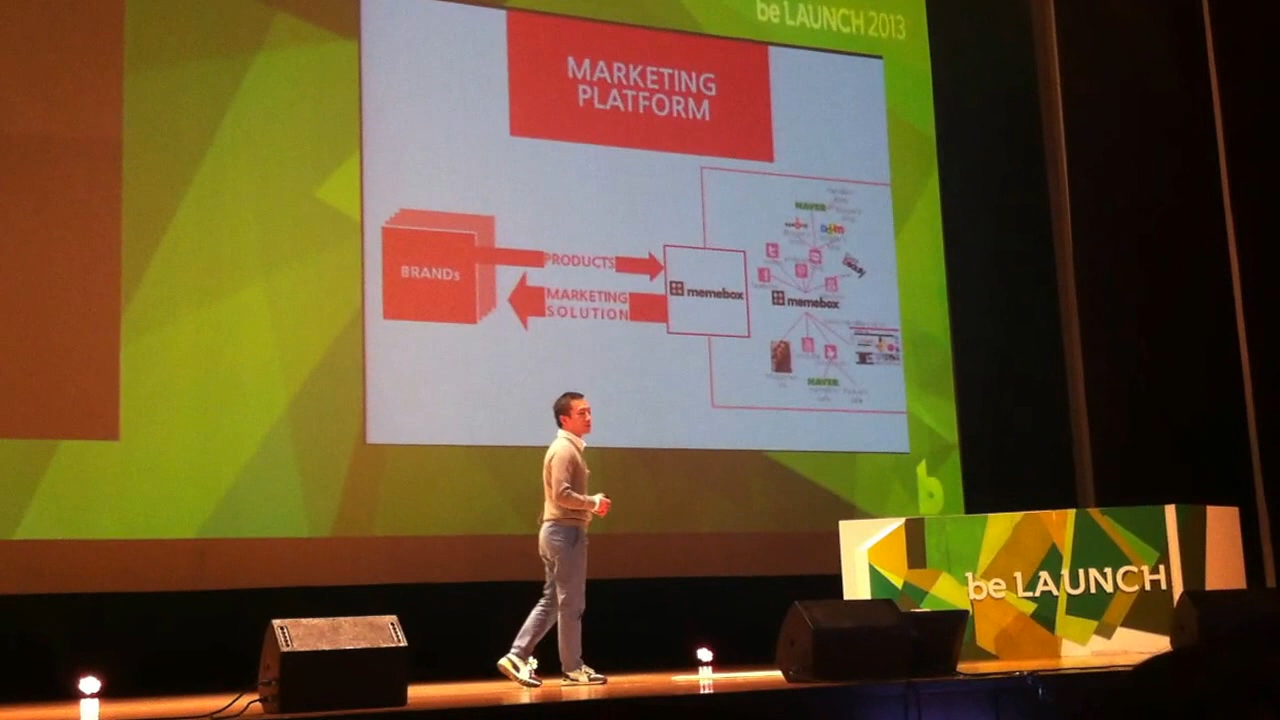 be LAUNCH 2013
MARKETING
PLATFORM
BRANDs
PRODUCTS
MARKETING
SOLUTION
memebox
NAVER
memebox
NAVER
b
be LAUNCH